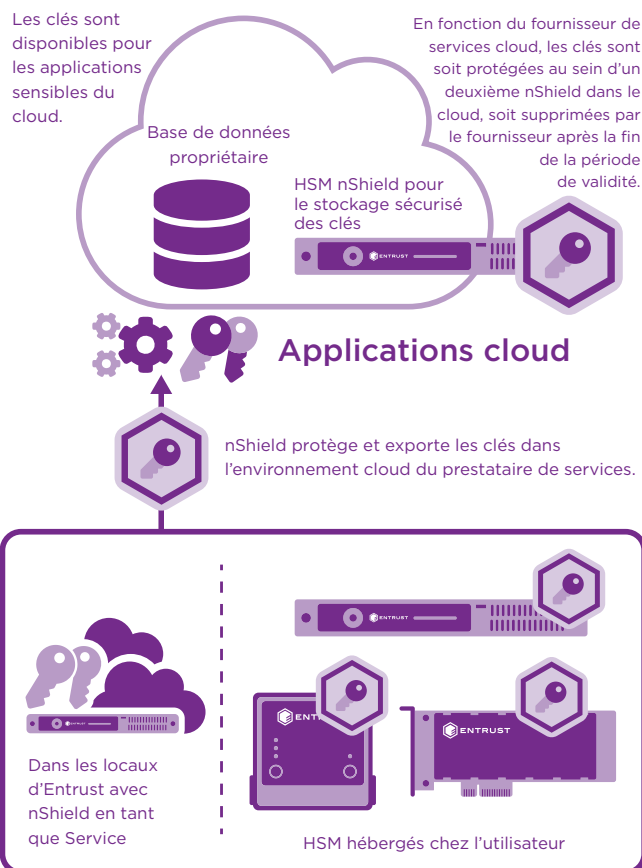 Les clés sont
disponibles pour
les applications
sensibles du
cloud.
En fonction du fournisseur de
services cloud, les clés sont
soit protégées au sein d'un
deuxième nShield dans le
cloud, soit supprimées par
le fournisseur après la fin
de la période
de validité.
Base de données
propriétaire
HSM nShield pour
le stockage sécurisé
des clés
ENTRUST
Applications cloud
nShield protège et exporte les clés dans
l'environnement cloud du prestataire de services.
ENTRUST
ENT
ENTRUST
Dans les locaux
d'Entrust avec
nShield en tant
que Service
HSM hébergés chez l'utilisateur